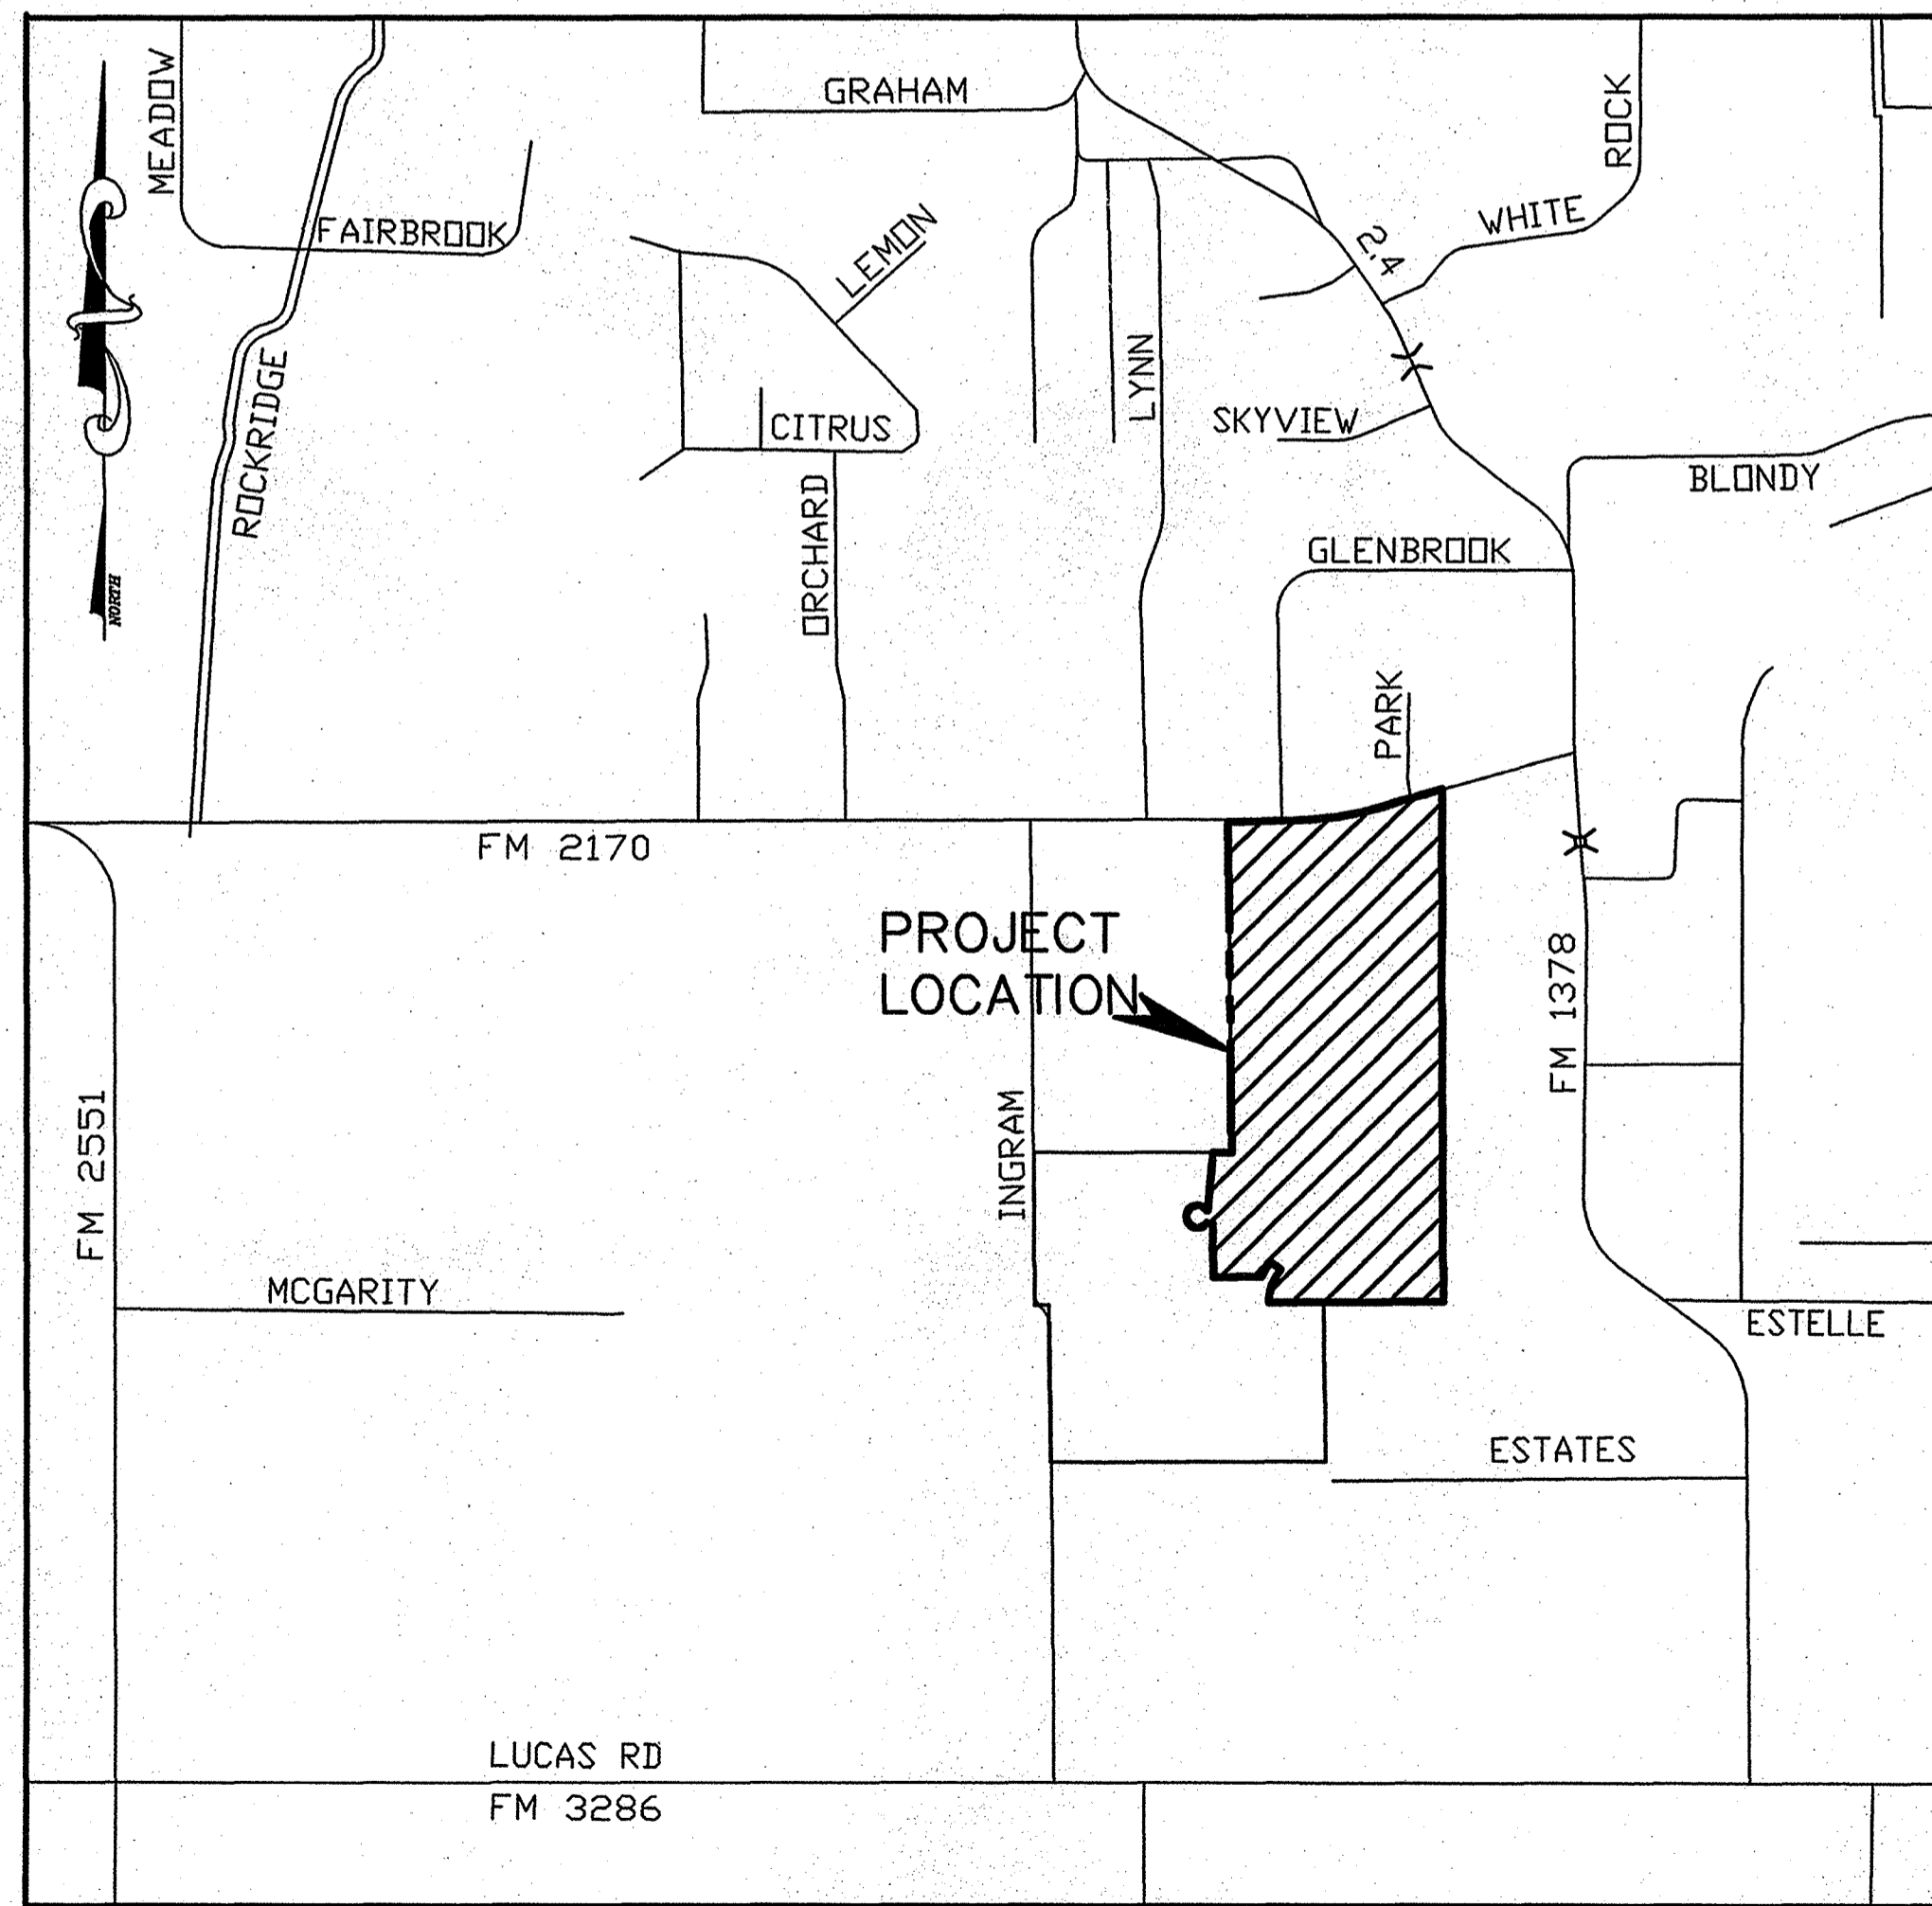 MEADOW
GRAHAM
ROCK
FAIRBROOK
LEMON
WHITE
2.4
ROCKRIDGE
LYNN
CITRUS
SKYVIEW
BLONDY
ORCHARD
GLENBROOK
NORTH
PARK
FM 2170
PROJECT
LOCATION
FM 1378
FM 2551
INGRAM
MCGARITY
ESTELLE
ESTATES
LUCAS RD
FM 3286